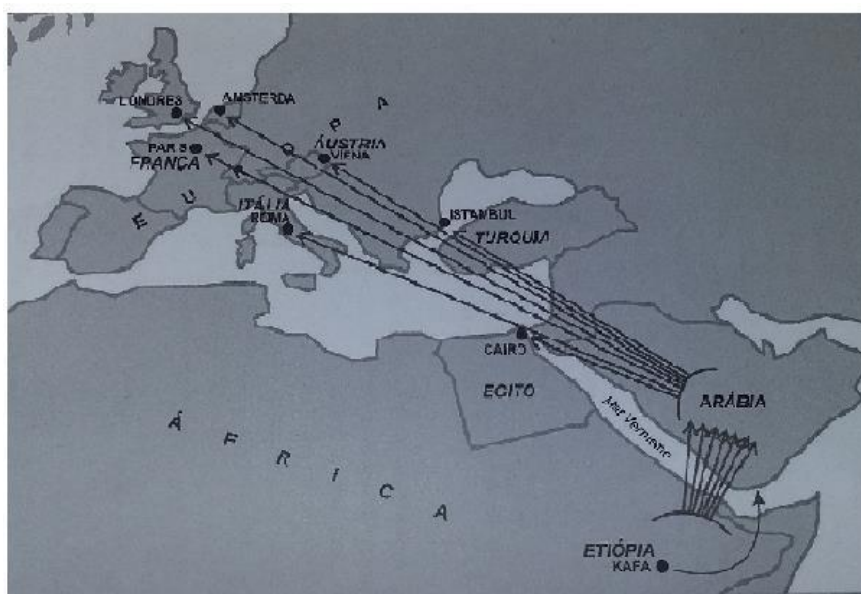 LONDRES
AMSTERDA
PARIS
FRANÇA
ÁUSTRIA
VIENA
E U P A
ITÁLIA
ROMA
ISTAMBUL
TURQUIA
CAIRO
EGITO
ARÁBIA
Mar Vermelho
Á F R I C A
ETIÓPIA
KAFA